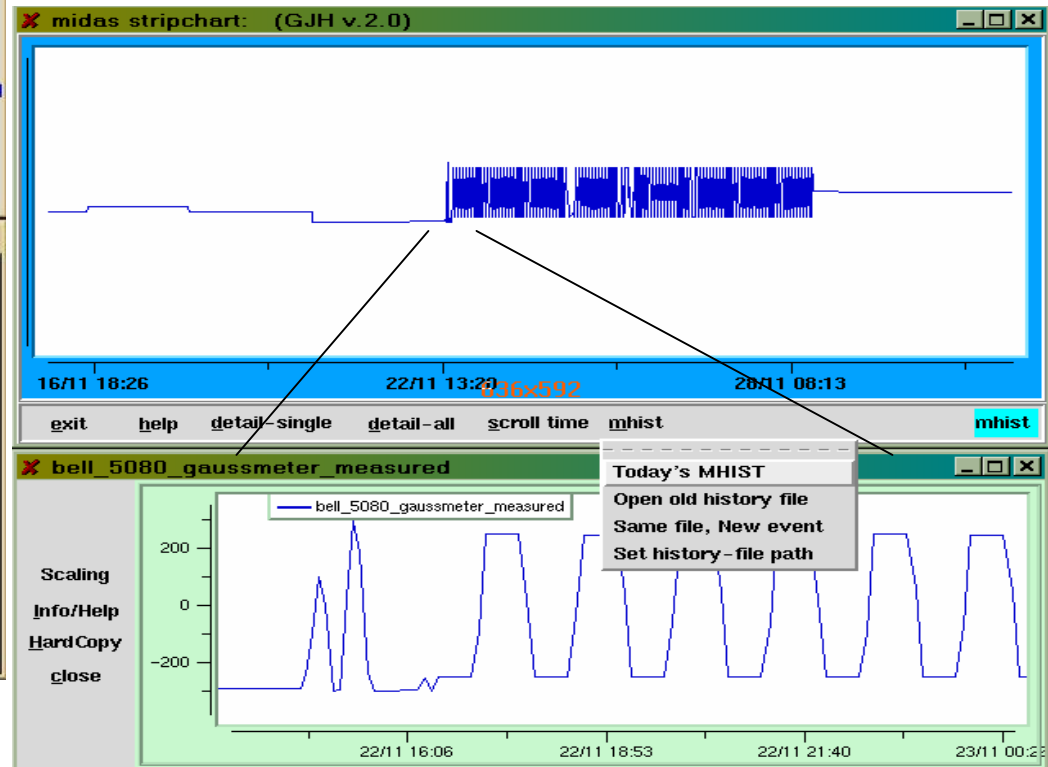 midas stripchart: (GJH v.2.0)
16/11 18:26 22/11 13:20 28/11 08:13
836x592
exit help detail-single detail-all scroll time mhist mhist
Today's MHIST
Open old history file
Same file, New event
Set history-file path
bell_5080_gaussmeter_measured
Scaling
Info/Help
HardCopy
close
bell_5080_gaussmeter_measured
200
0
-200
22/11 16:06 22/11 18:53 22/11 21:40 23/11 00:2